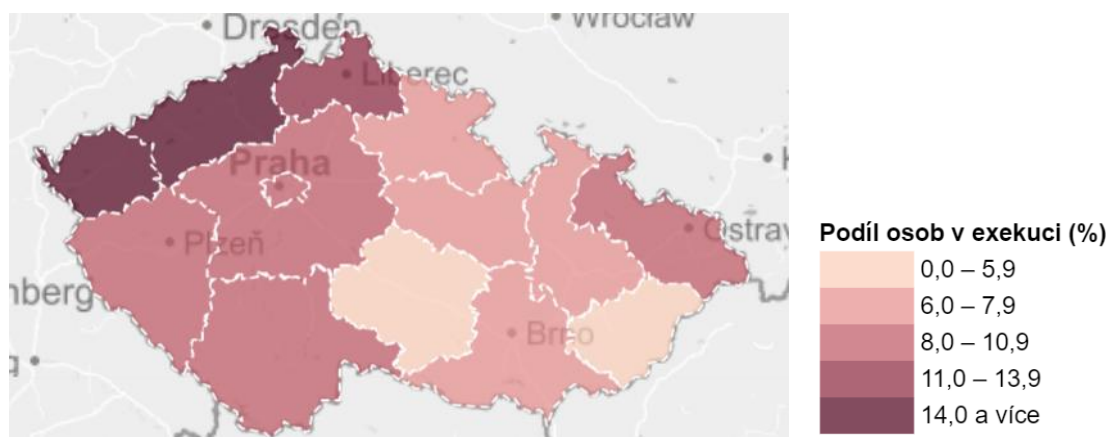 Wrocław
Dresden
Liberec
Praha
Plzeň
Ostrav
nberg
Brno
Podíl osob v exekuci (%)
0,0 – 5,9
6,0 – 7,9
8,0 – 10,9
11,0 – 13,9
14,0 a více